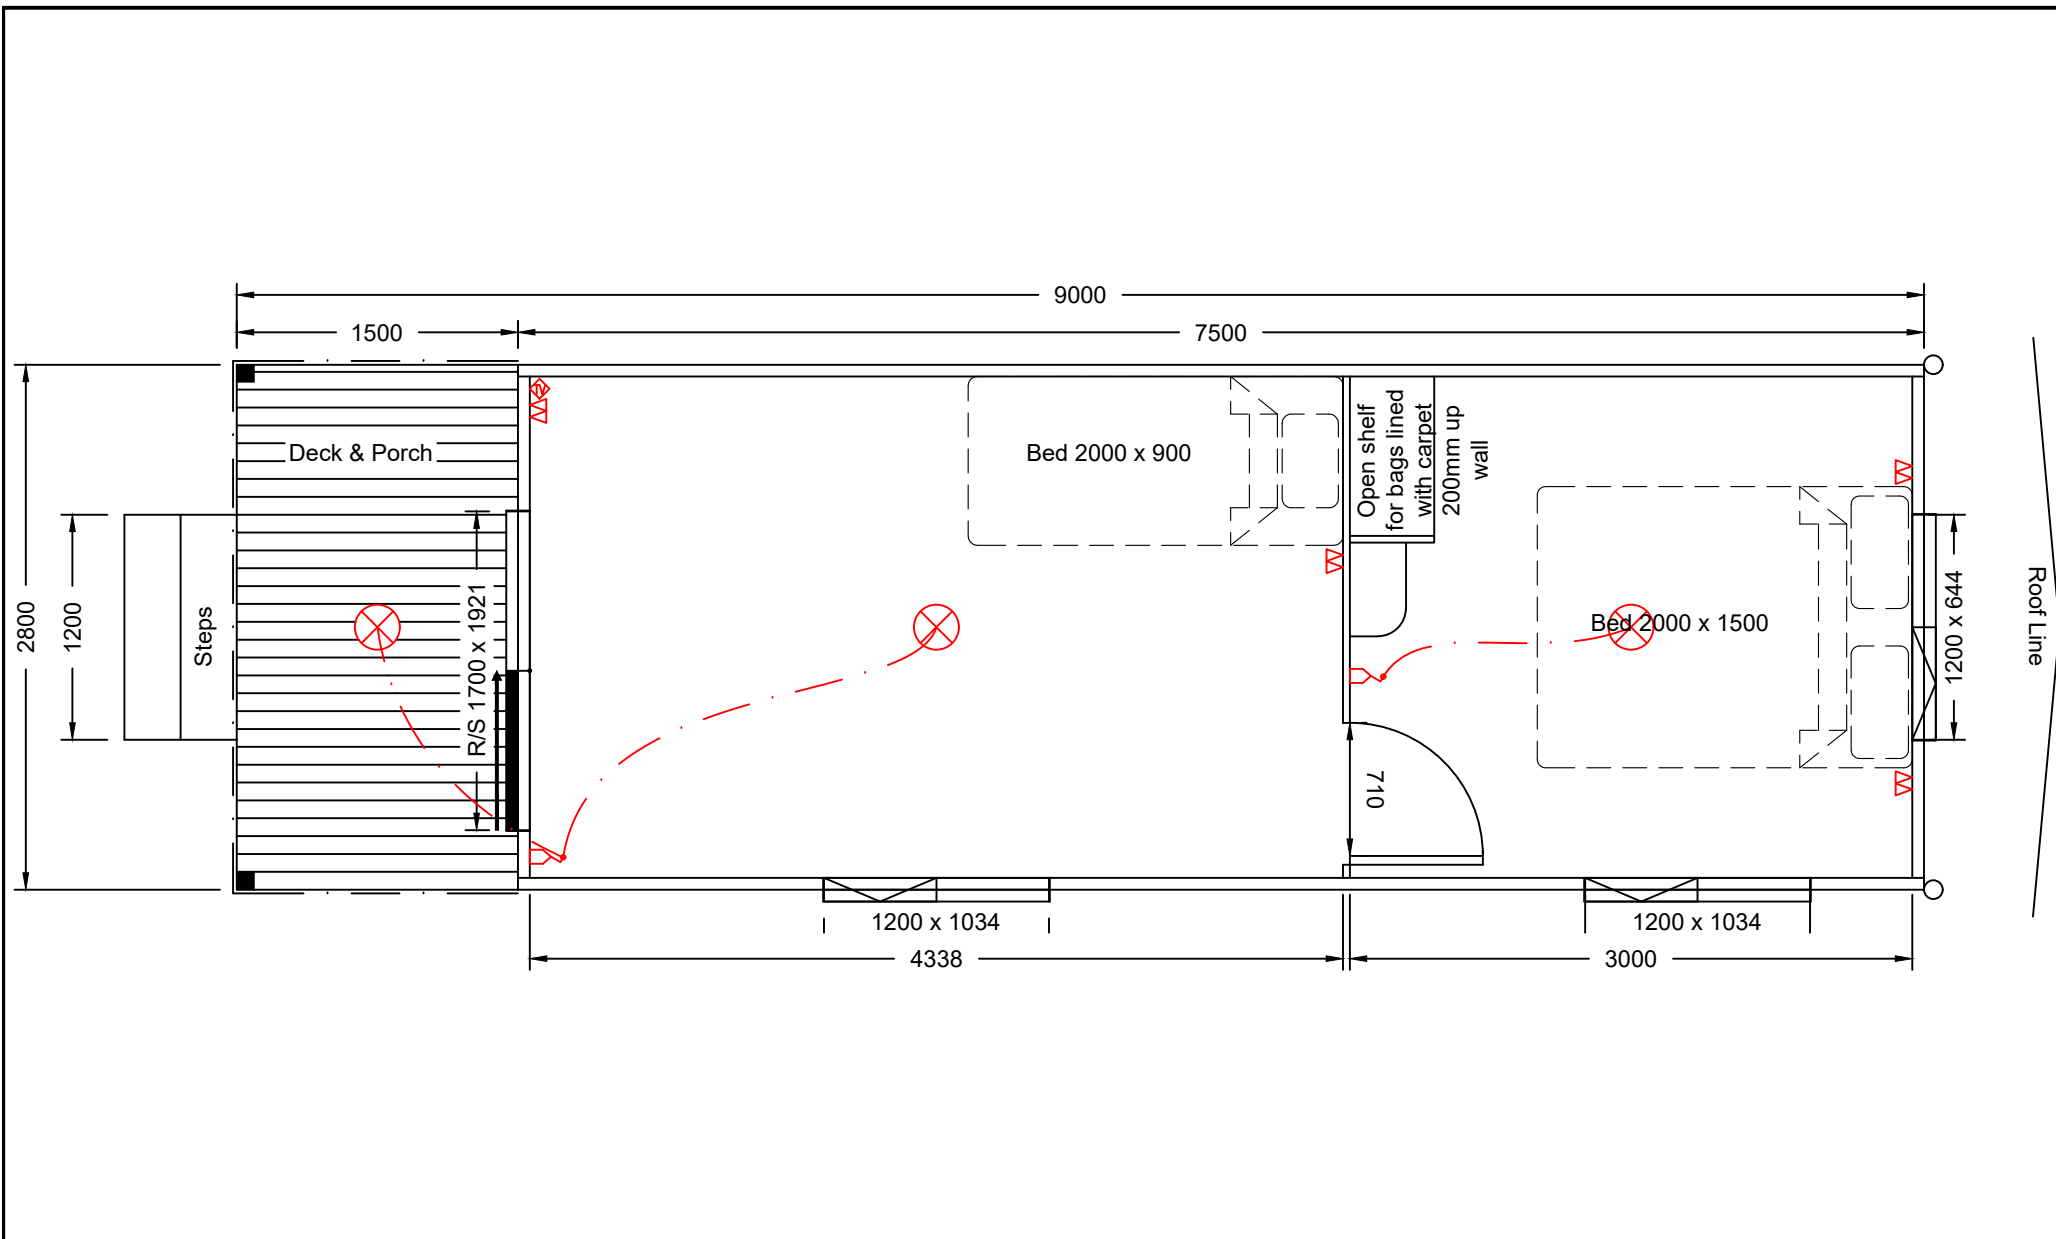 9000
1500
7500
Deck & Porch
Bed 2000 x 900
Open shelf
for bags lined
with carpet
200mm up
wall
TV
2800
1200
Steps
R/S 1700 x 1921
Bed 2000 x 1500
1200 x 644
Roof Line
710
1200 x 1034
1200 x 1034
4338
3000